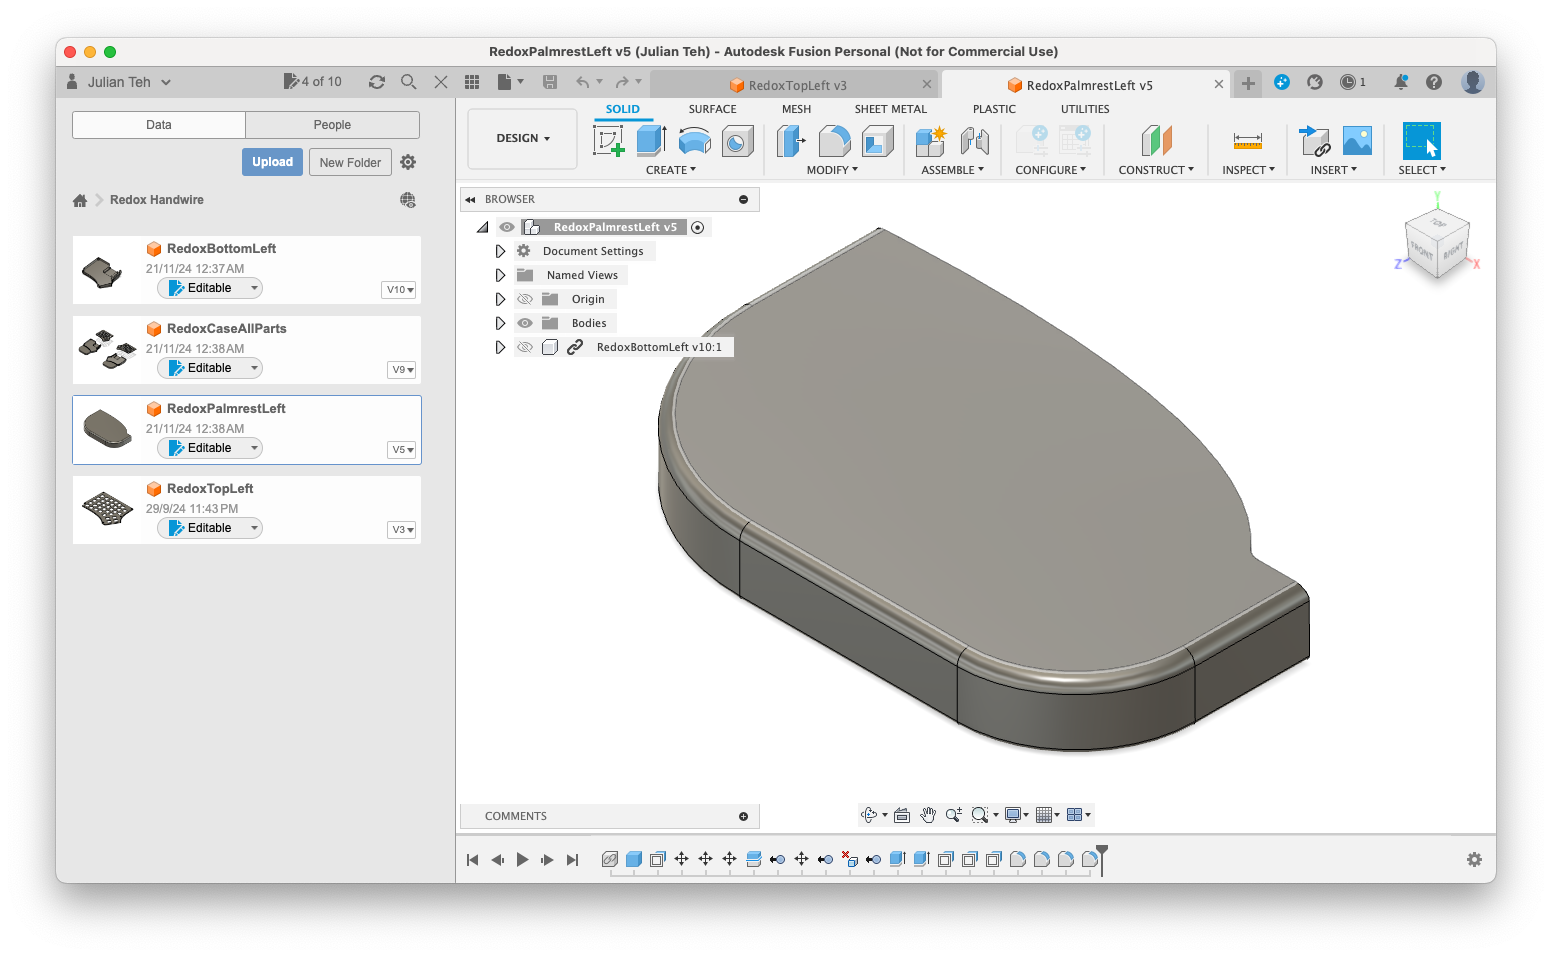 RedoxPalmrestLeft v5 (Julian Teh) - Autodesk Fusion Personal (Not for Commercial Use)
Julian Teh
4 of 10
RedoxTopLeft v3
RedoxPalmrestLeft v5
1
Data
People
Upload
New Folder
Redox Handwire
RedoxBottomLeft
21/11/24 12:37 AM
Editable
V10
RedoxCaseAllParts
21/11/24 12:38 AM
Editable
V9
RedoxPalmrestLeft
21/11/24 12:38 AM
Editable
V5
RedoxTopLeft
29/9/24 11:43 PM
Editable
V3
DESIGN
SOLID
SURFACE
MESH
SHEET METAL
PLASTIC
UTILITIES
CREATE
MODIFY
ASSEMBLE
CONFIGURE
CONSTRUCT
INSPECT
INSERT
SELECT
BROWSER
RedoxPalmrestLeft v5
Document Settings
Named Views
Origin
Bodies
RedoxBottomLeft v10:1
Y
TOP
FRONT
RIGHT
Z
X
COMMENTS